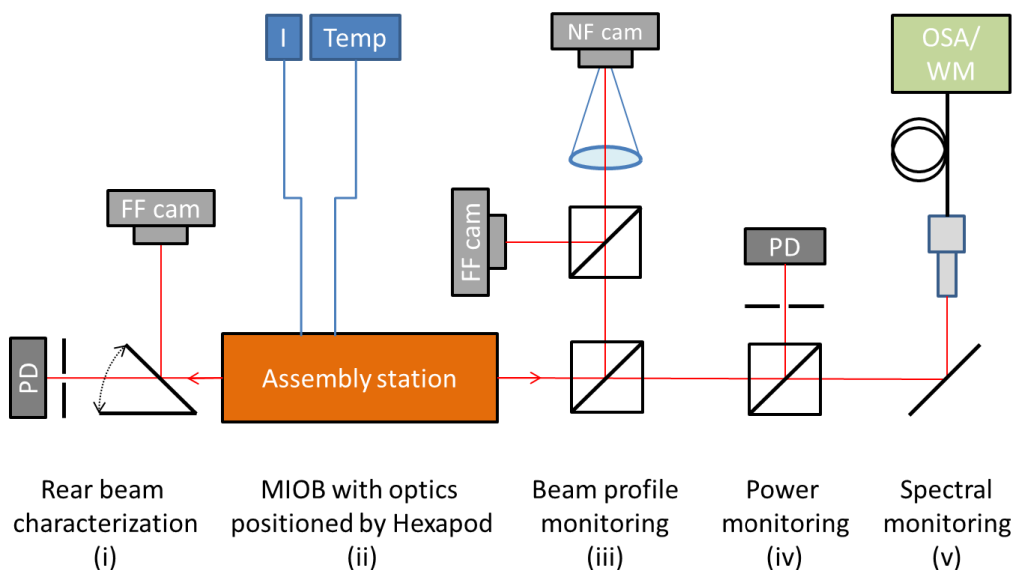 I
Temp
NF cam
OSA/
WM
FF cam
FF cam
PD
PD
Assembly station
Rear beam
characterization
(i)
MIOB with optics
positioned by Hexapod
(ii)
Beam profile
monitoring
(iii)
Power
monitoring
(iv)
Spectral
monitoring
(v)